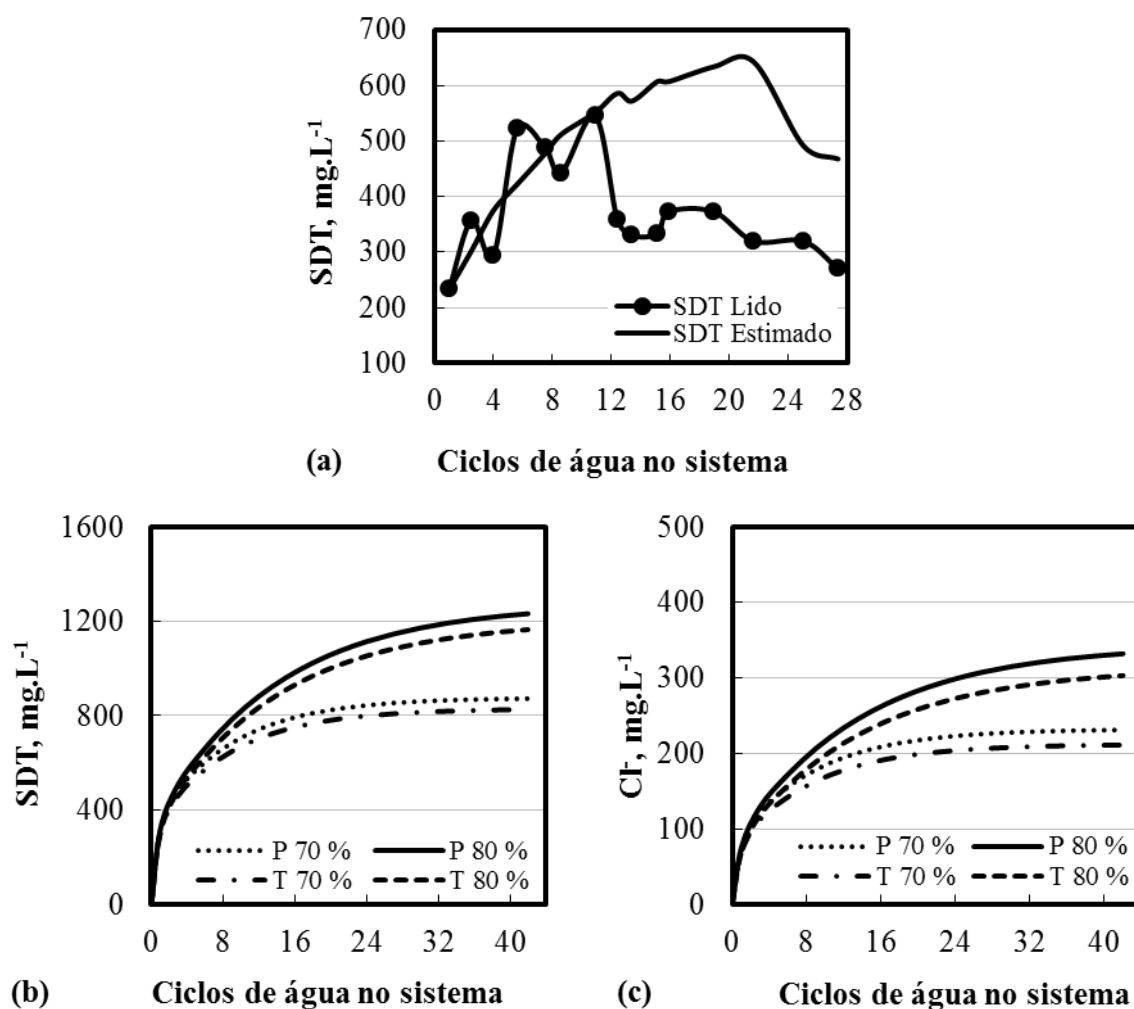 700
600
500
400
300
200
100
SDT, mg.L-1
SDT Lido
SDT Estimado
0 4 8 12 16 20 24 28
(a) Ciclos de água no sistema
1600
1200
800
400
0
SDT, mg.L-1
P 70 % P 80 %
T 70 % T 80 %
0 8 16 24 32 40
(b) Ciclos de água no sistema
500
400
300
200
100
0
Cl-, mg.L-1
P 70 % P 80 %
T 70 % T 80 %
0 8 16 24 32 40
(c) Ciclos de água no sistema